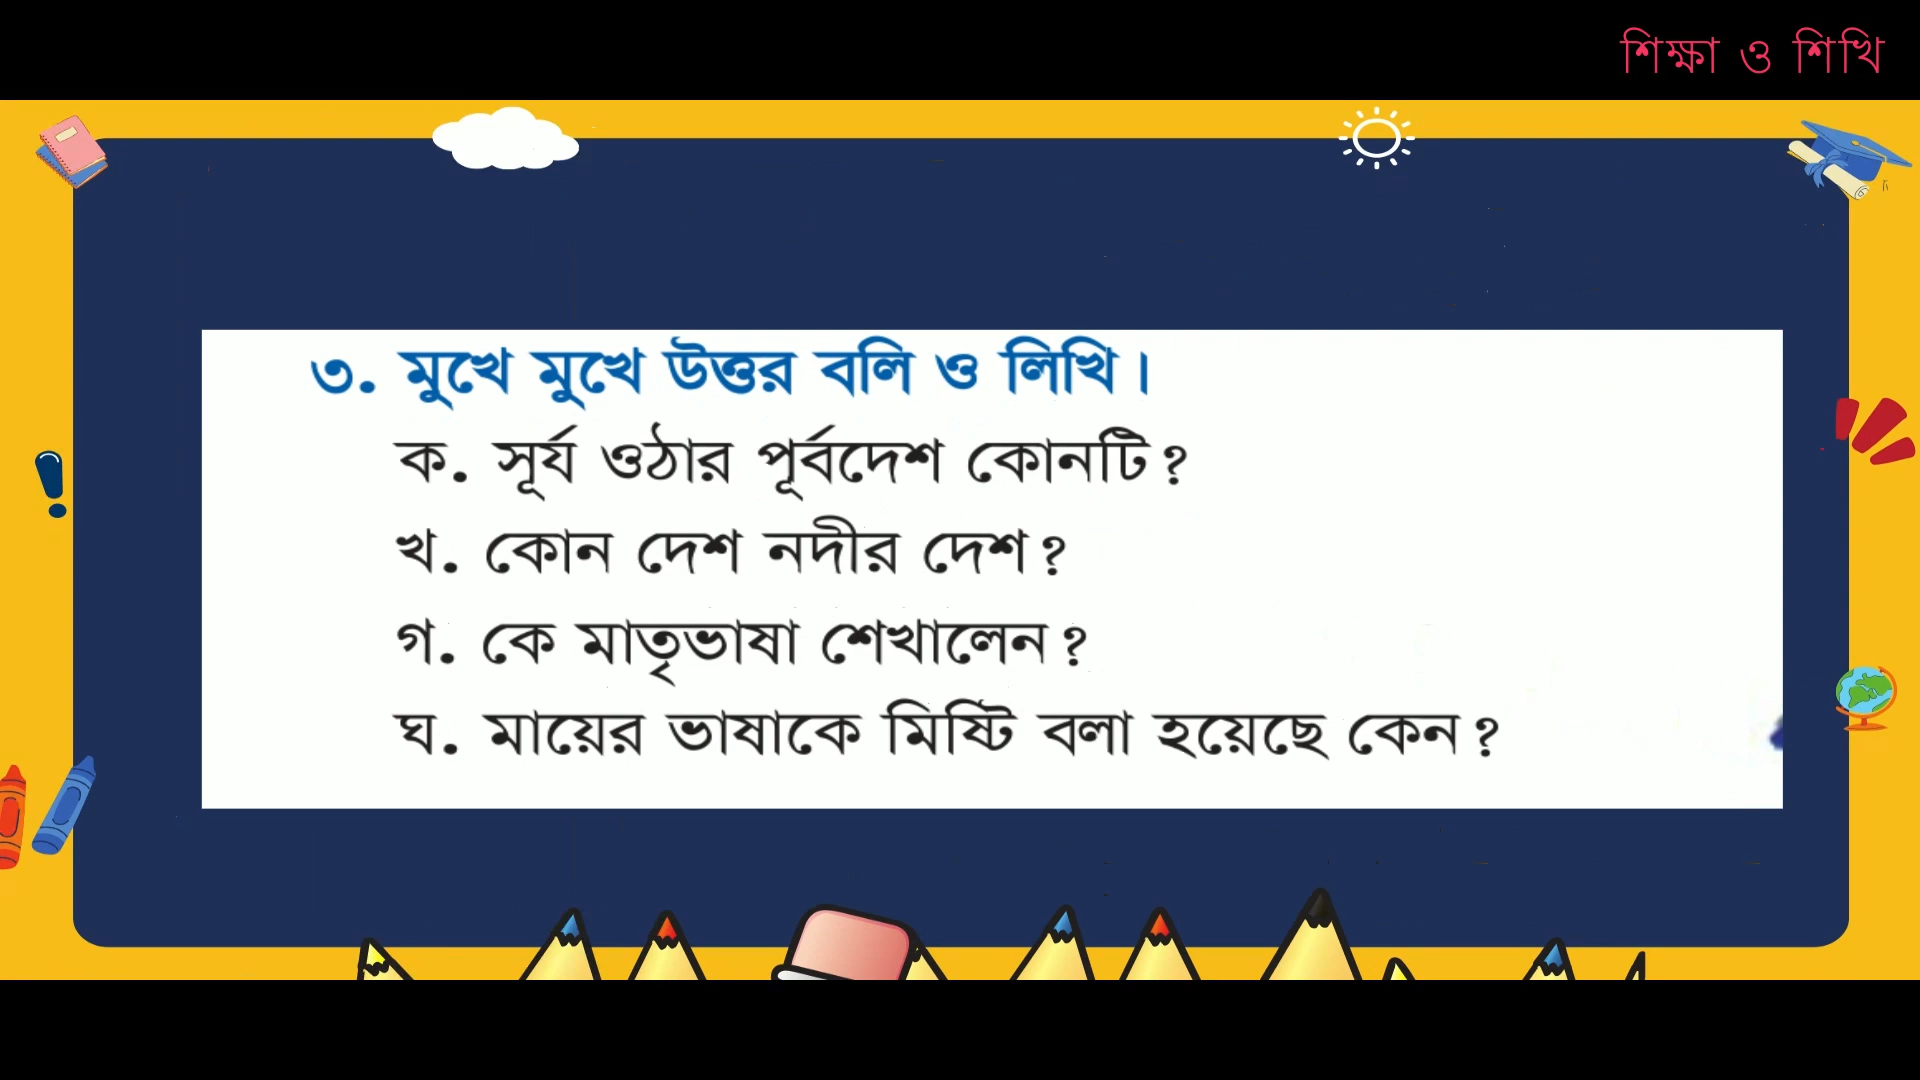 শিক্ষা ও শিখি
৩. মুখে মুখে উত্তর বলি ও লিখি।
ক. সূর্য ওঠার পূর্বদেশ কোনটি?
খ. কোন দেশ নদীর দেশ?
গ. কে মাতৃভাষা শেখালেন?
ঘ. মায়ের ভাষাকে মিষ্টি বলা হয়েছে কেন?